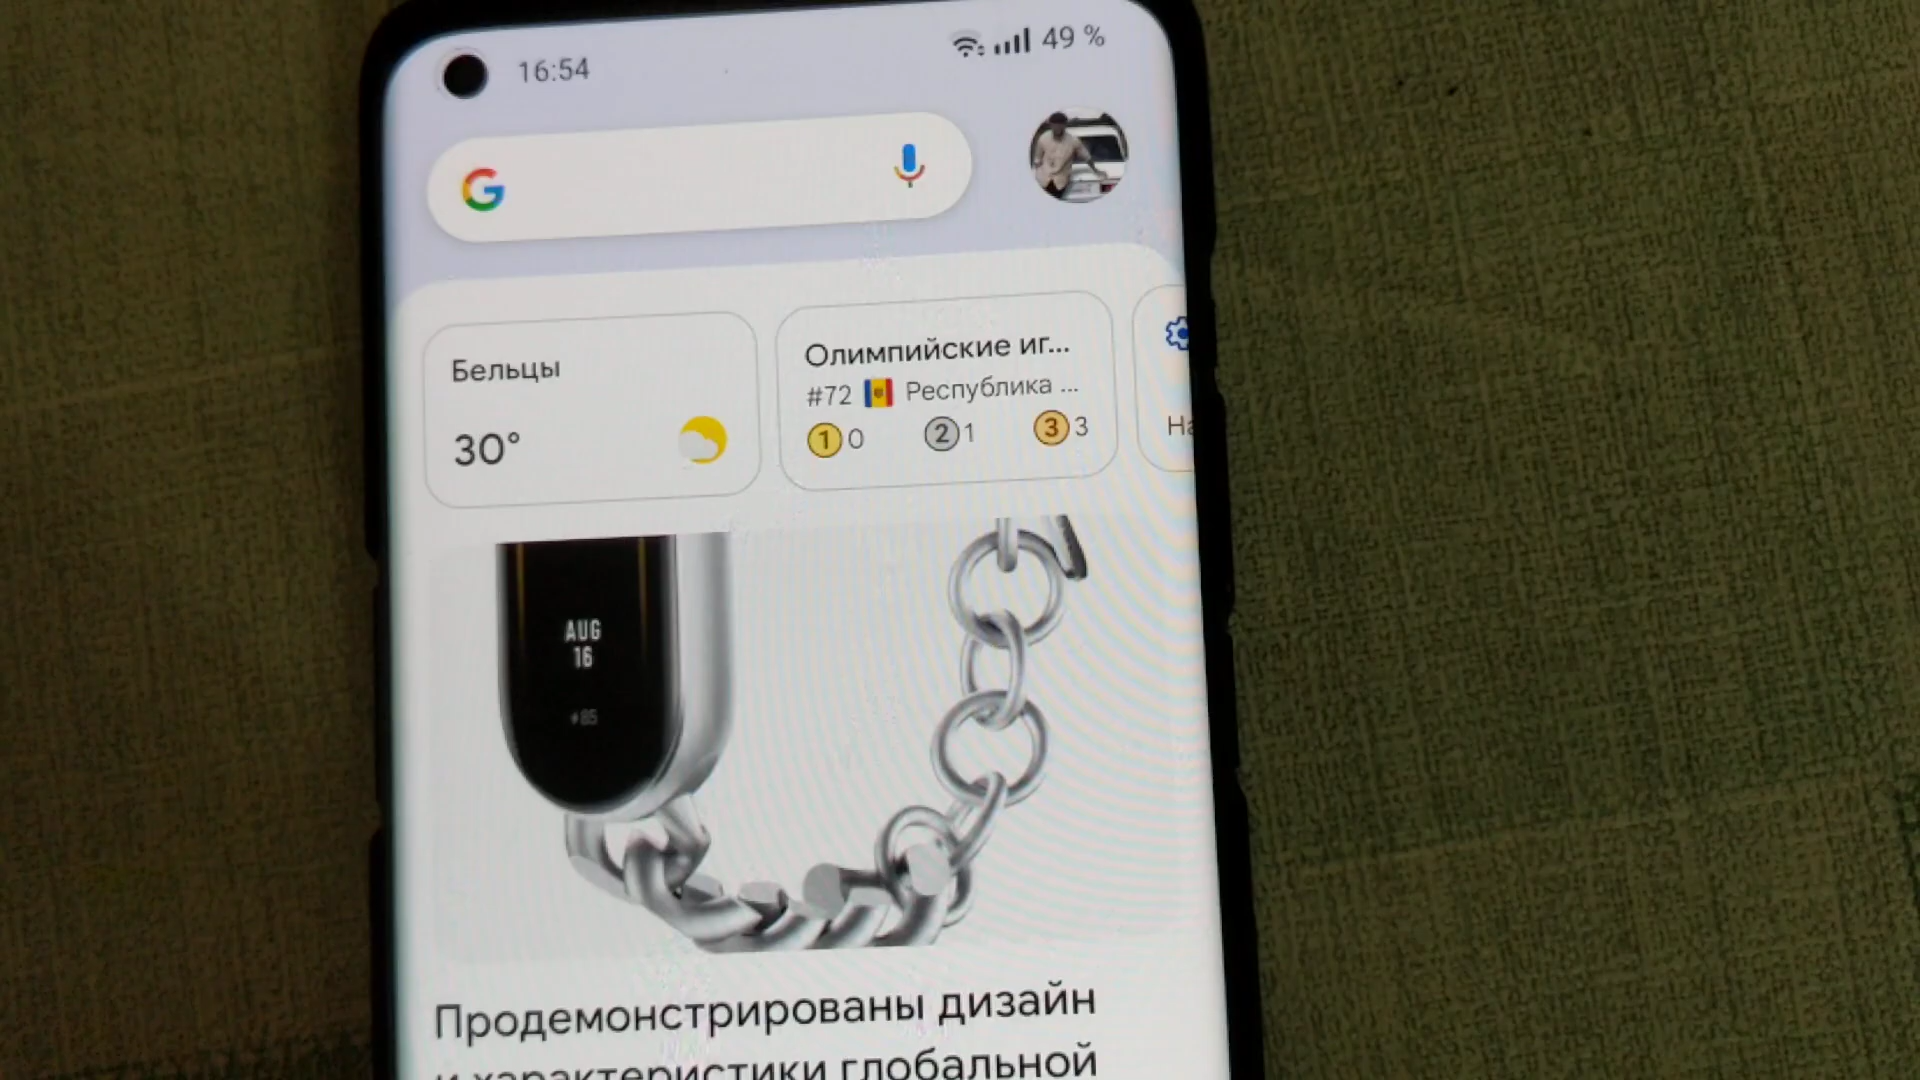 16:54
49 %
G
Бельцы
30°
Олимпийские иг...
#72 Республика ...
1 0 2 1 3 3
На
AUG
16
Продемонстрированы дизайн
и характеристики глобальной